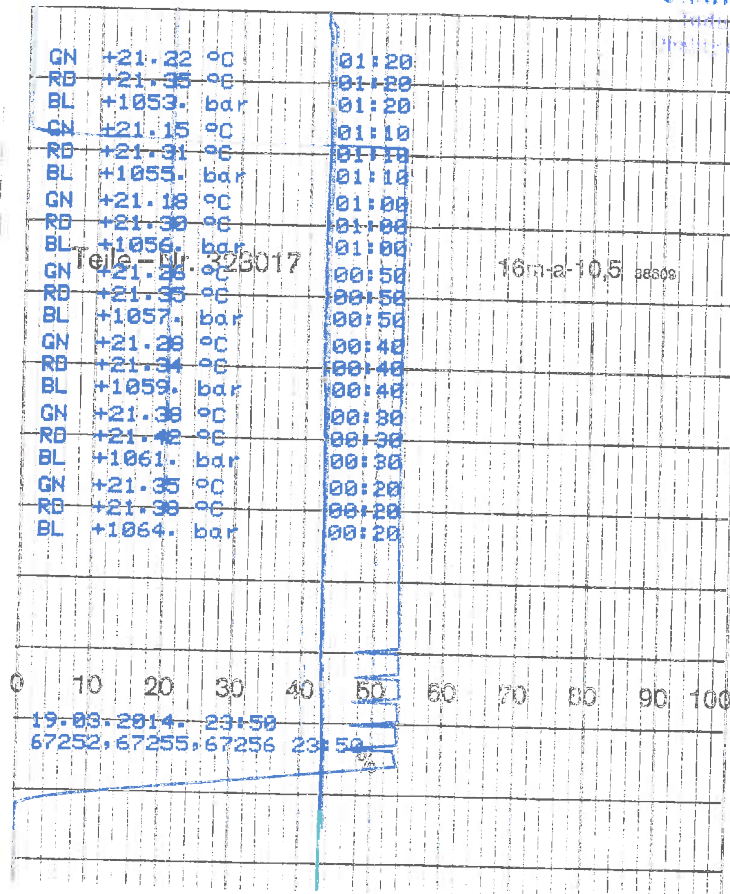 GN +21.22 °C 01:20
RD +21.35 °C 01:20
BL +1053. bar 01:20
GN +21.15 °C 01:10
RD +21.31 °C 01:10
BL +1055. bar 01:10
GN +21.18 °C 01:00
RD +21.30 °C 01:00
BL +1056. bar 01:00
Teile-Nr. 323017 16m-a-10,5
GN °C 00:50
RD +21.35 °C 00:50
BL +1057. bar 00:50
GN +21.28 °C 00:40
RD +21.34 °C 00:40
BL +1059. bar 00:40
GN +21.38 °C 00:30
RD +21.42 °C 00:30
BL +1061. bar 00:30
GN +21.35 °C 00:20
RD +21.38 °C 00:20
BL +1064. bar 00:20
0 10 20 30 40 50 60 70 80 90 100
19.03.2014. 23:50
67252,67255,67256 23:50
%